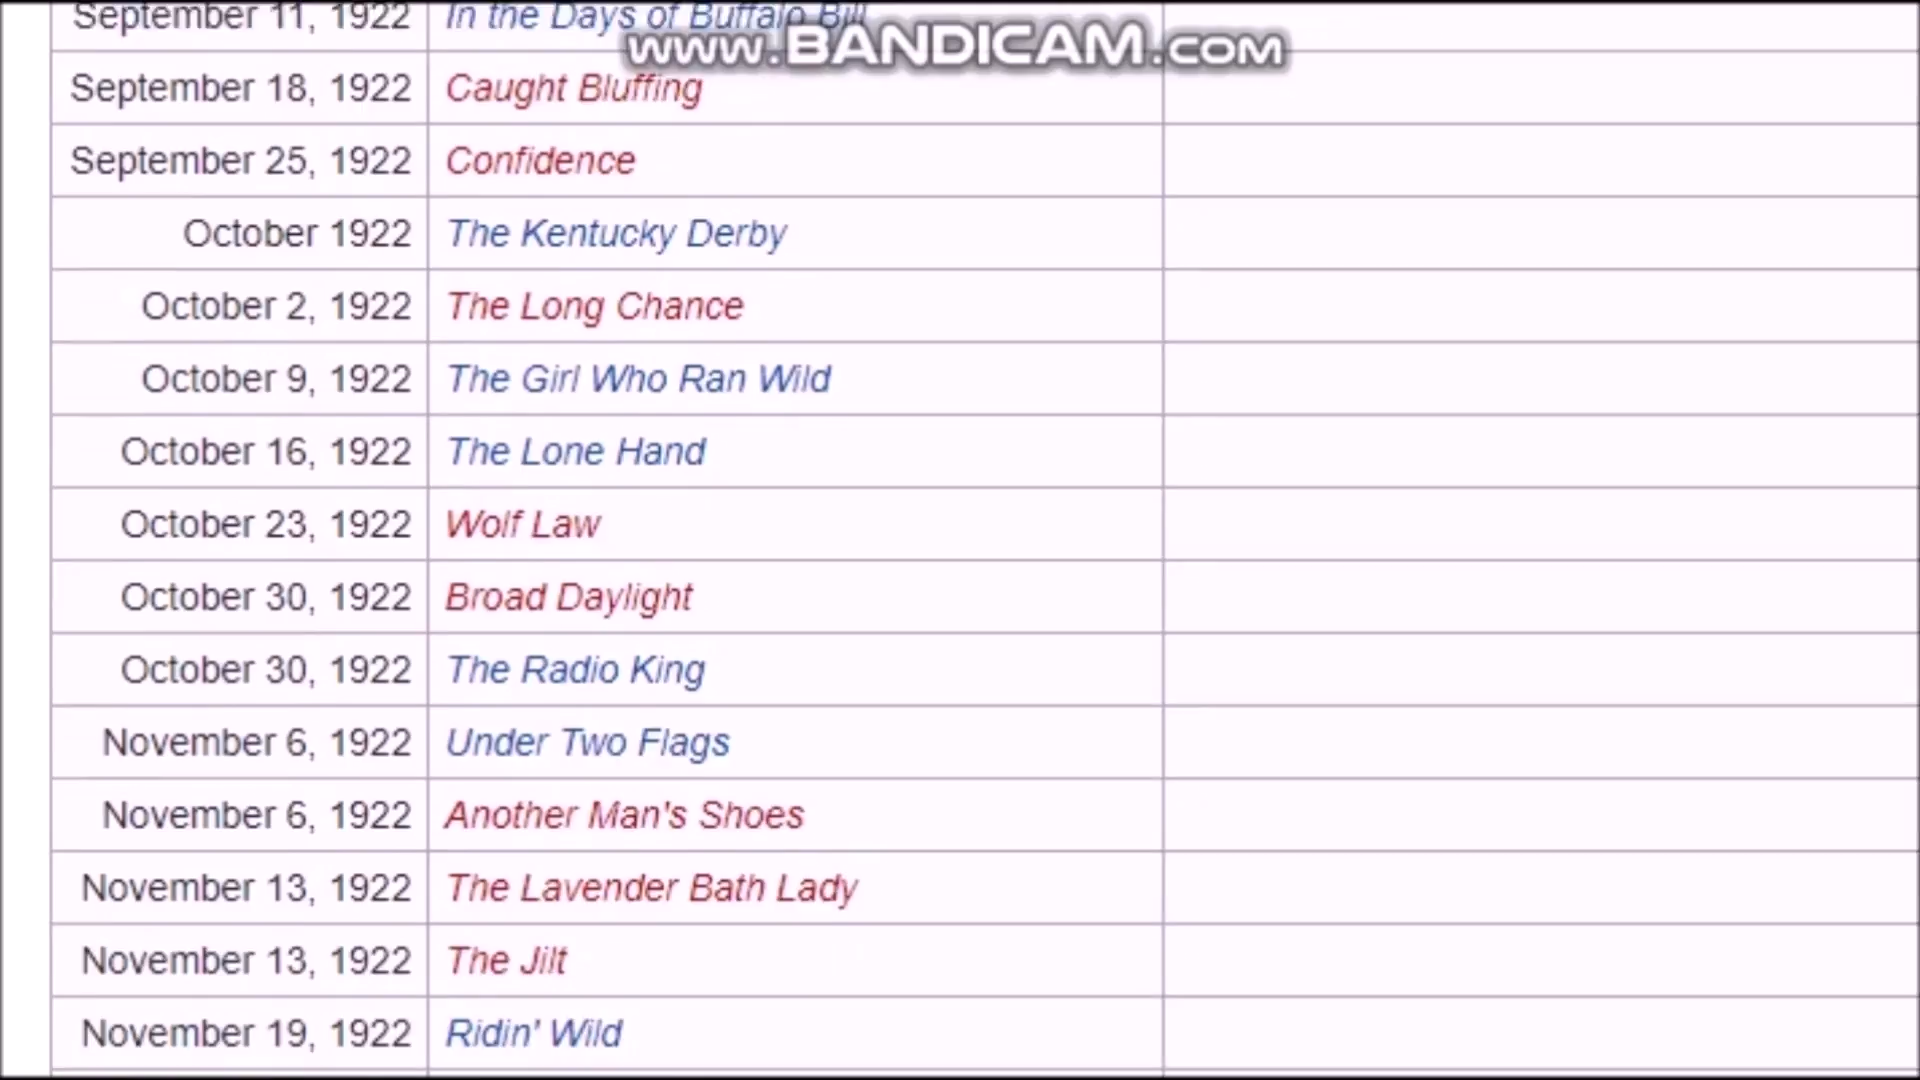 September 11, 1922 In the Days of Buffalo Bill
www.BANDICAM.com
September 18, 1922 Caught Bluffing
September 25, 1922 Confidence
October 1922 The Kentucky Derby
October 2, 1922 The Long Chance
October 9, 1922 The Girl Who Ran Wild
October 16, 1922 The Lone Hand
October 23, 1922 Wolf Law
October 30, 1922 Broad Daylight
October 30, 1922 The Radio King
November 6, 1922 Under Two Flags
November 6, 1922 Another Man's Shoes
November 13, 1922 The Lavender Bath Lady
November 13, 1922 The Jilt
November 19, 1922 Ridin' Wild